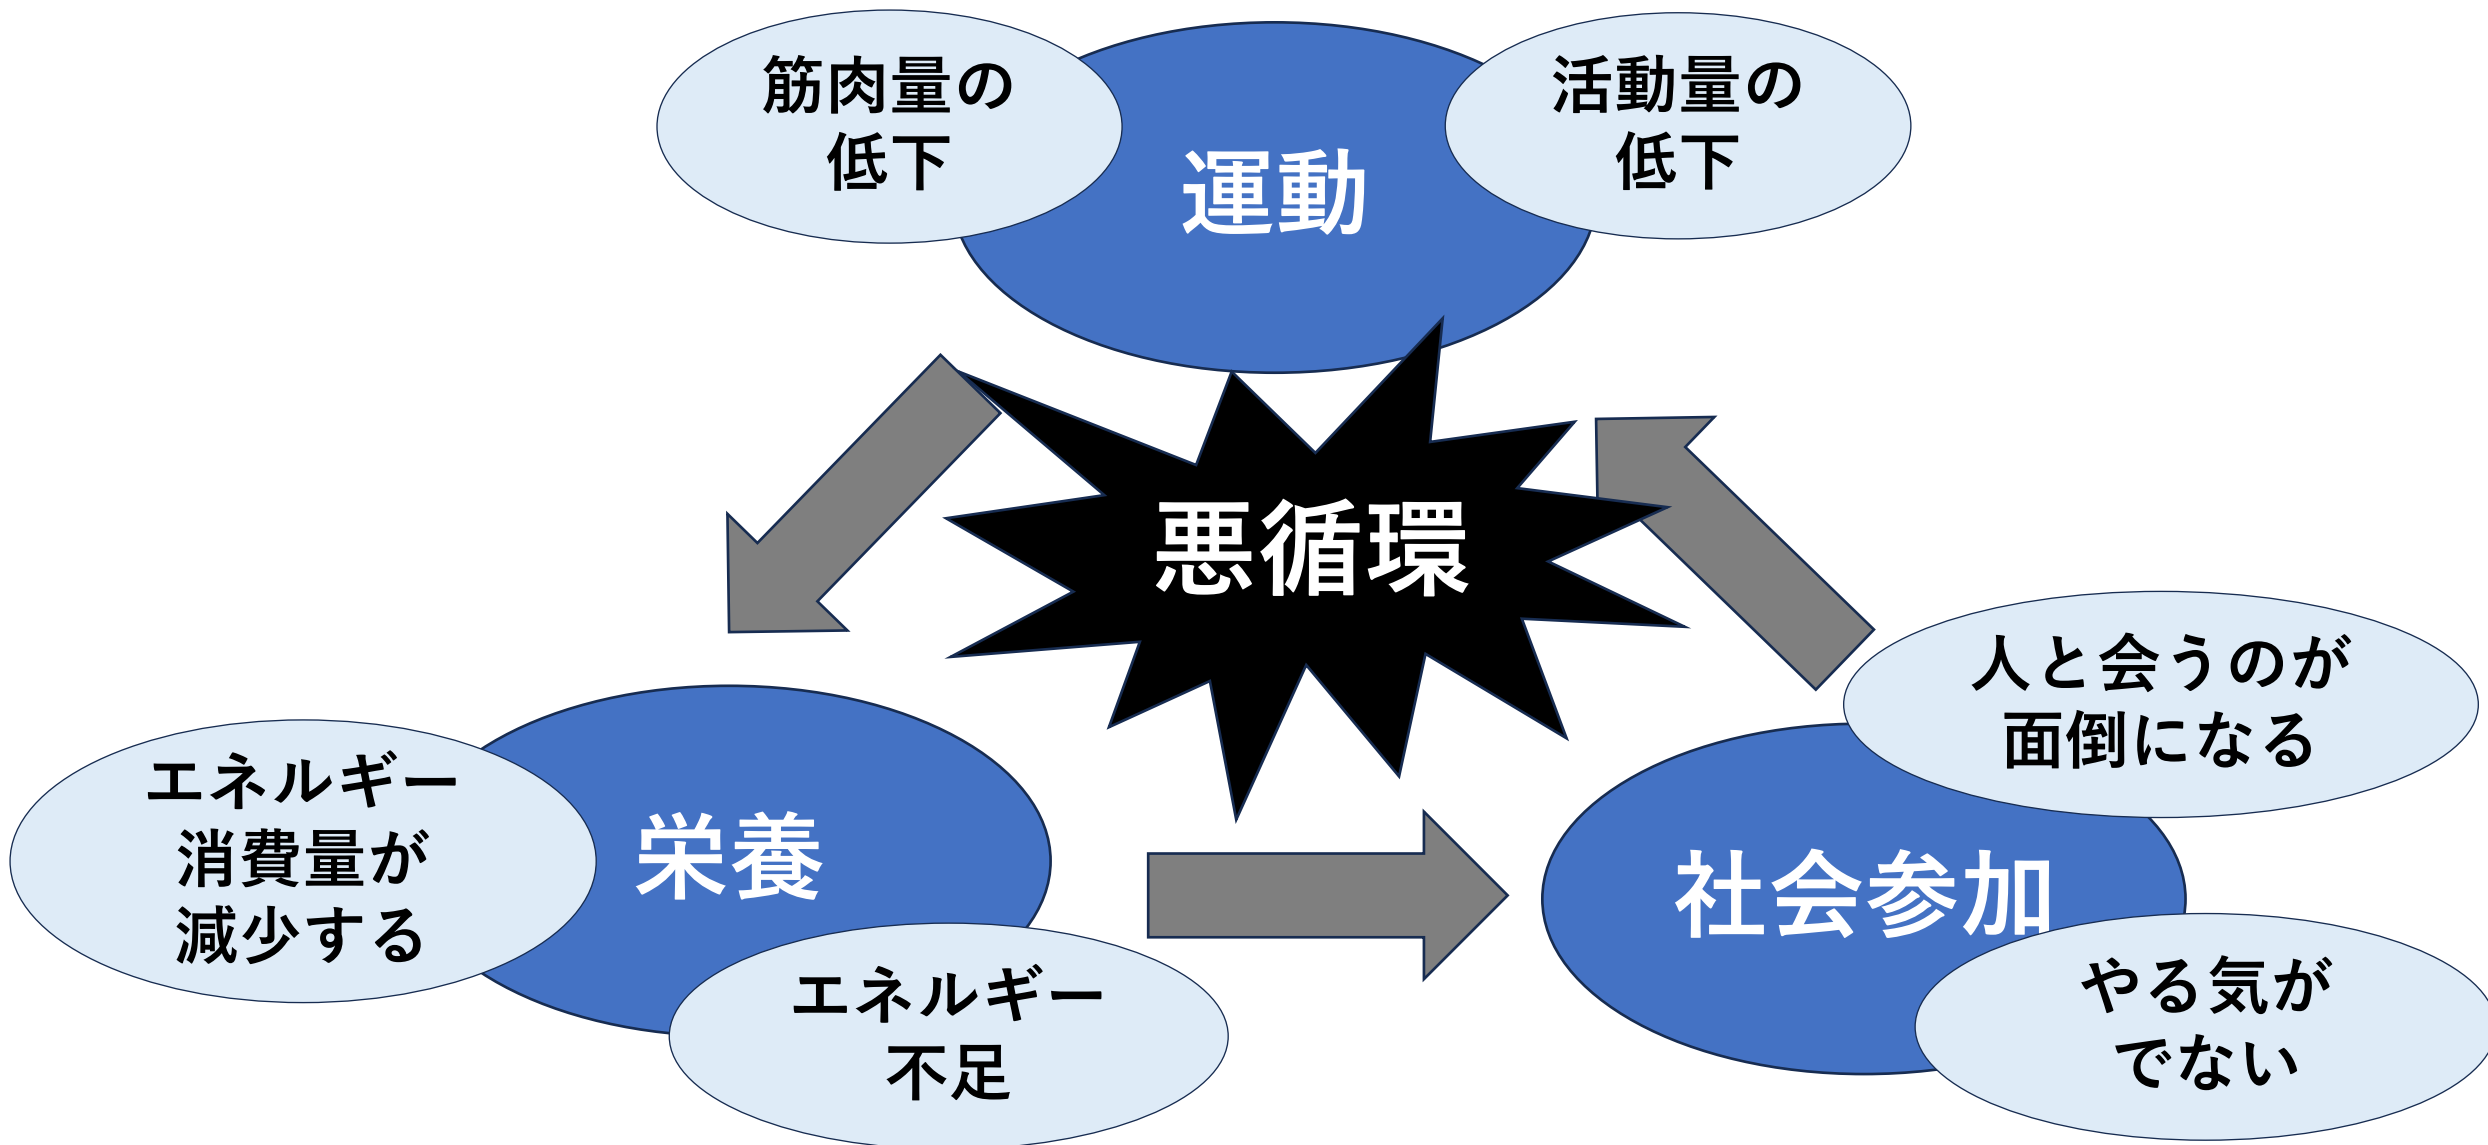 筋肉量の
低下
運動
活動量の
低下
悪循環
エネルギー
消費量が
減少する
栄養
エネルギー
不足
人と会うのが
面倒になる
社会参加
やる気が
でない